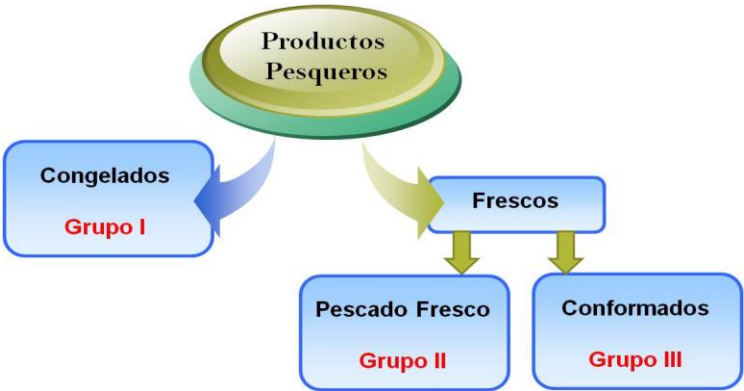 Productos
Pesqueros
Congelados
Grupo I
Frescos
Pescado Fresco
Grupo II
Conformados
Grupo III